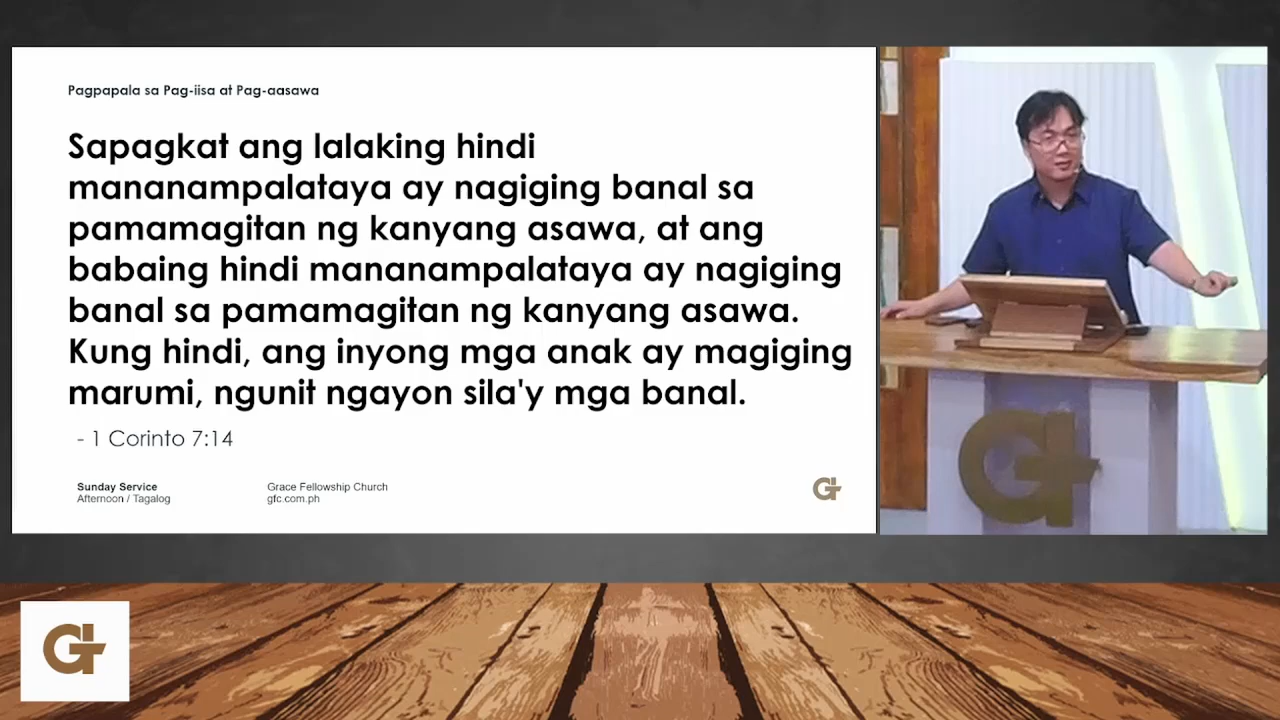 Pagpapala sa Pag-iisa at Pag-aasawa
Sapagkat ang lalaking hindi
mananampalataya ay nagiging banal sa
pamamagitan ng kanyang asawa, at ang
babaing hindi mananampalataya ay nagiging
banal sa pamamagitan ng kanyang asawa.
Kung hindi, ang inyong mga anak ay magiging
marumi, ngunit ngayon sila'y mga banal.
- 1 Corinto 7:14
Sunday Service
Afternoon / Tagalog
Grace Fellowship Church
gfc.com.ph